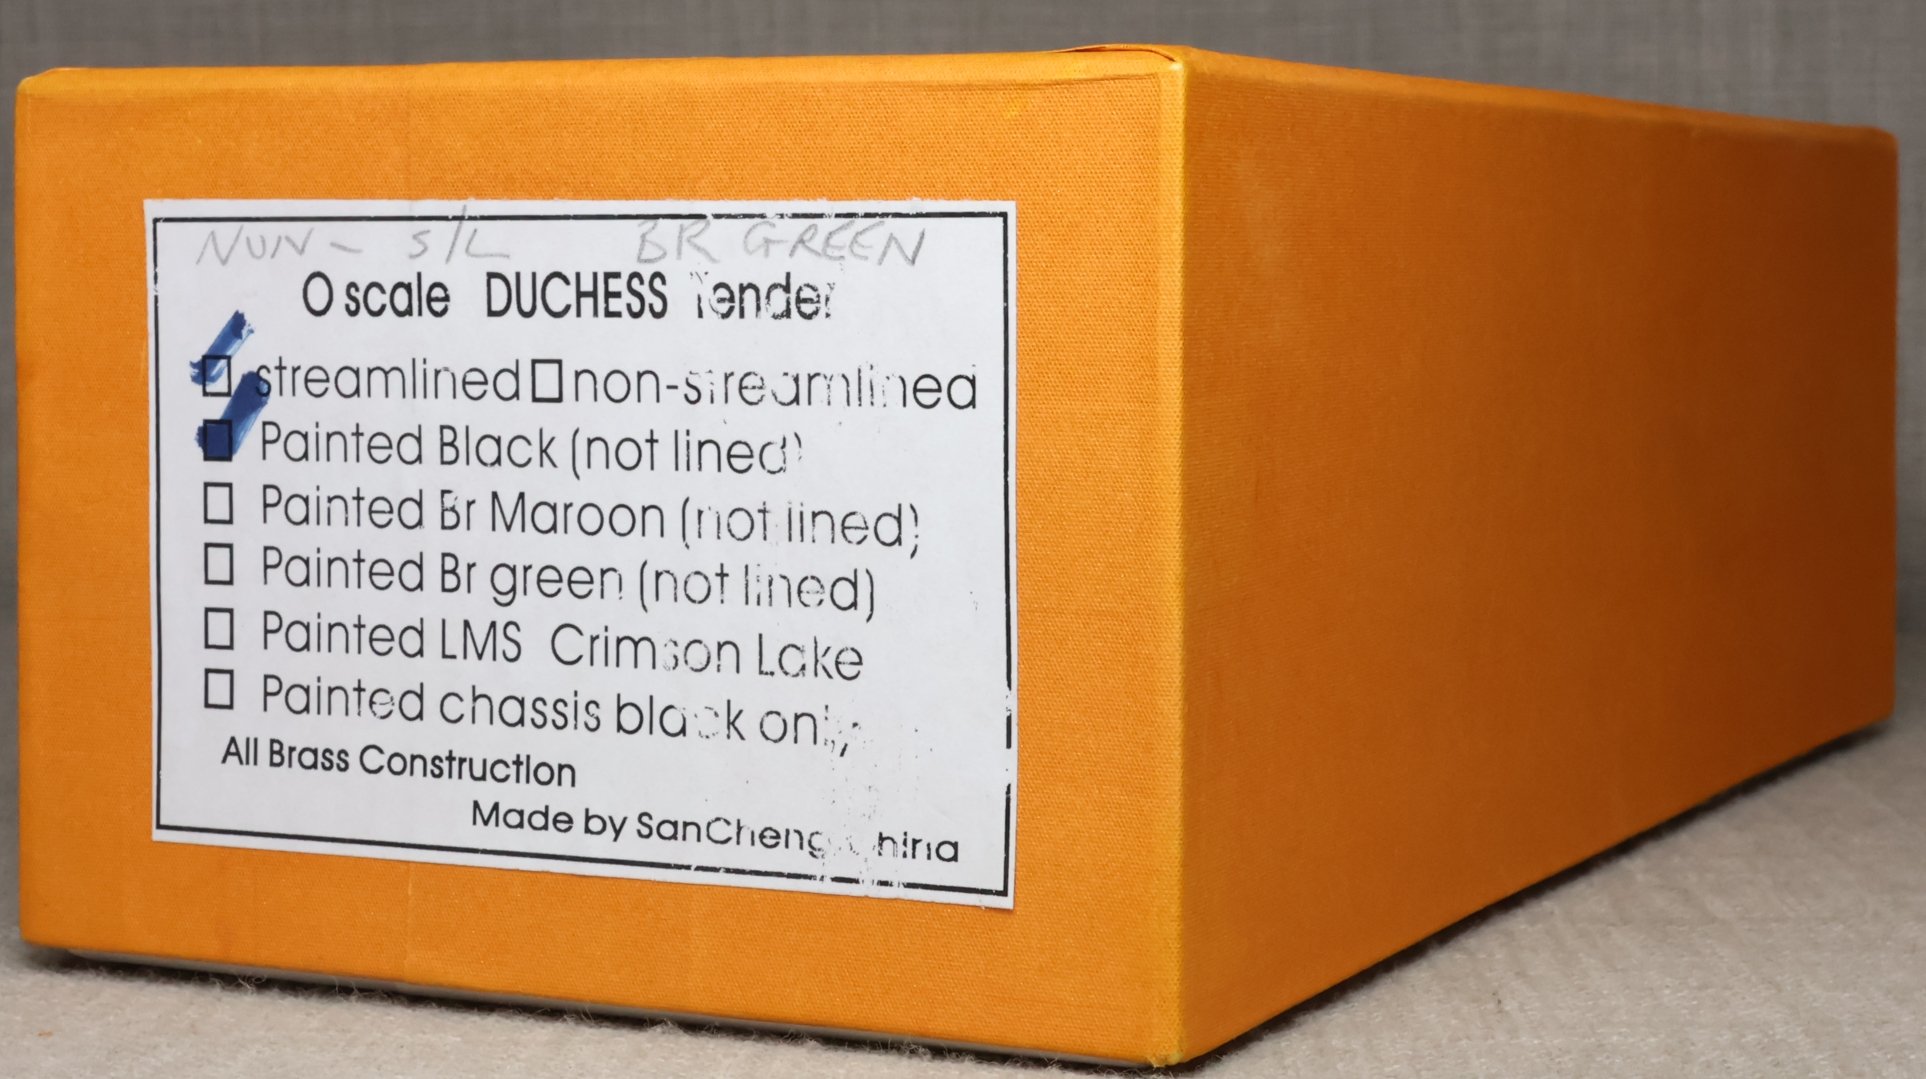 NON - S/L BR GREEN
O scale DUCHESS Tender
streamlined non-streamlined
Painted Black (not lined)
Painted Br Maroon (not lined)
Painted Br green (not lined)
Painted LMS Crimson Lake
Painted chassis black only
All Brass Construction
Made by SanCheng China